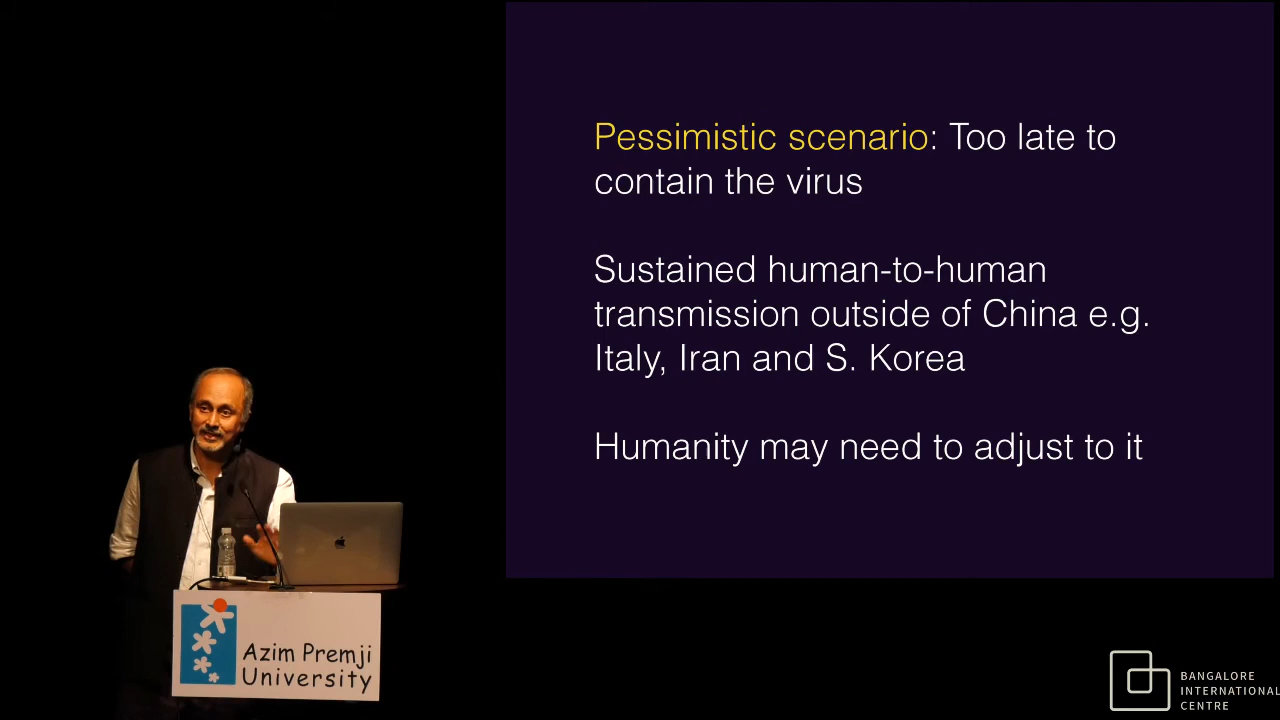 Pessimistic scenario: Too late to
contain the virus
Sustained human-to-human
transmission outside of China e.g.
Italy, Iran and S. Korea
Humanity may need to adjust to it
Azim Premji
University
BANGALORE
INTERNATIONAL
CENTRE